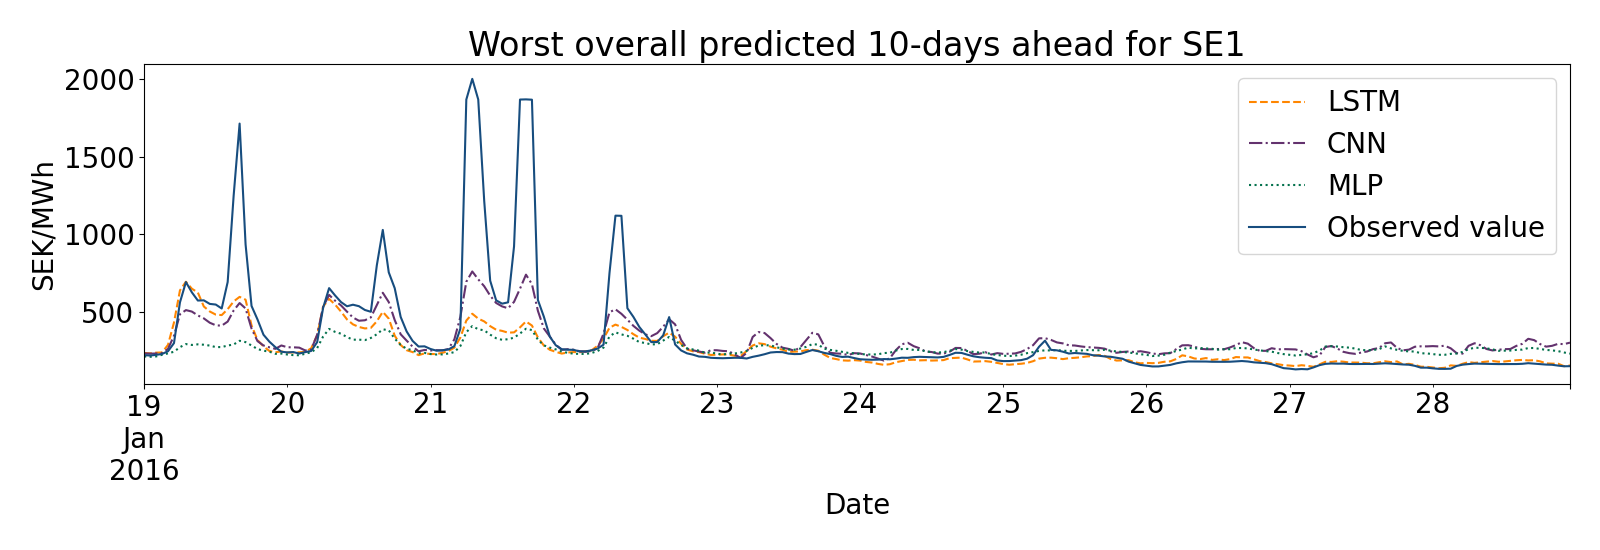 Worst overall predicted 10-days ahead for SE1
2000
1500
1000
500
SEK/MWh
LSTM
CNN
MLP
Observed value
19 20 21 22 23 24 25 26 27 28
Jan
2016
Date